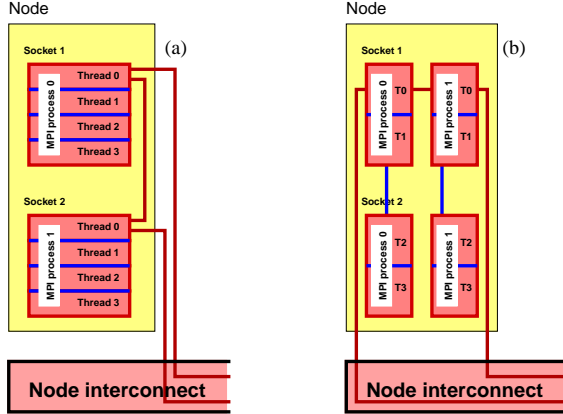 Node
(a)
Socket 1
MPI process 0
Thread 0
Thread 1
Thread 2
Thread 3
Socket 2
MPI process 1
Thread 0
Thread 1
Thread 2
Thread 3
Node interconnect
Node
(b)
Socket 1
MPI process 0
T0
T1
MPI process 1
T0
T1
Socket 2
MPI process 0
T2
T3
MPI process 1
T2
T3
Node interconnect